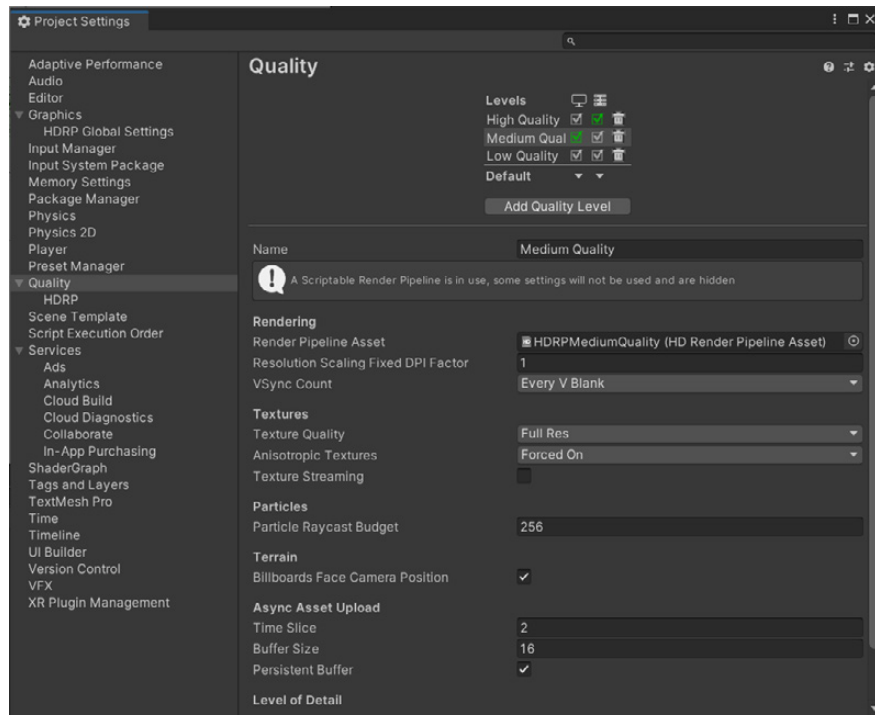 Project Settings
Adaptive Performance
Audio
Editor
Graphics
HDRP Global Settings
Input Manager
Input System Package
Memory Settings
Package Manager
Physics
Physics 2D
Player
Preset Manager
Quality
HDRP
Scene Template
Script Execution Order
Services
Ads
Analytics
Cloud Build
Cloud Diagnostics
Collaborate
In-App Purchasing
ShaderGraph
Tags and Layers
TextMesh Pro
Time
Timeline
UI Builder
Version Control
VFX
XR Plugin Management
Quality
Levels
High Quality
Medium Qual
Low Quality
Default
Add Quality Level
Name Medium Quality
A Scriptable Render Pipeline is in use, some settings will not be used and are hidden
Rendering
Render Pipeline Asset HDRPMediumQuality (HD Render Pipeline Asset)
Resolution Scaling Fixed DPI Factor 1
VSync Count Every V Blank
Textures
Texture Quality Full Res
Anisotropic Textures Forced On
Texture Streaming
Particles
Particle Raycast Budget 256
Terrain
Billboards Face Camera Position
Async Asset Upload
Time Slice 2
Buffer Size 16
Persistent Buffer
Level of Detail